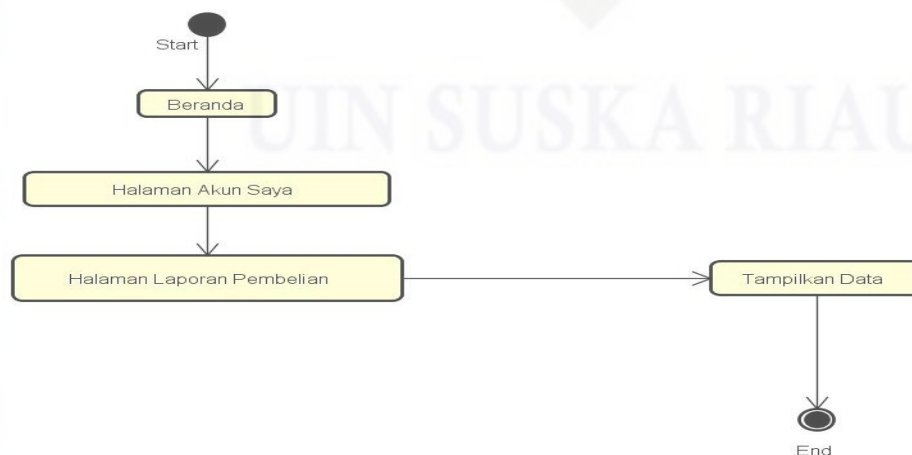 Start
UIN SUSKA RIAU
Beranda
Halaman Akun Saya
Halaman Laporan Pembelian
Tampilkan Data
End